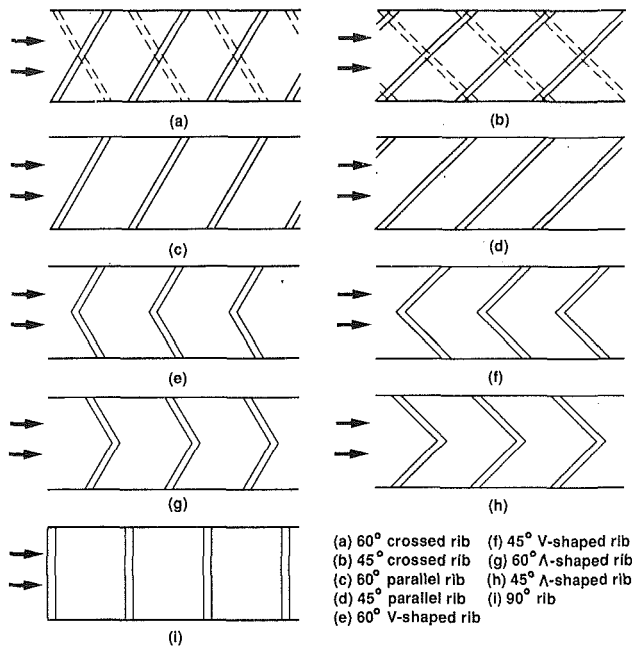 (a)
(b)
(c)
(d)
(e)
(f)
(g)
(h)
(i)
(a) 60° crossed rib
(b) 45° crossed rib
(c) 60° parallel rib
(d) 45° parallel rib
(e) 60° V-shaped rib
(f) 45° V-shaped rib
(g) 60° Λ-shaped rib
(h) 45° Λ-shaped rib
(i) 90° rib